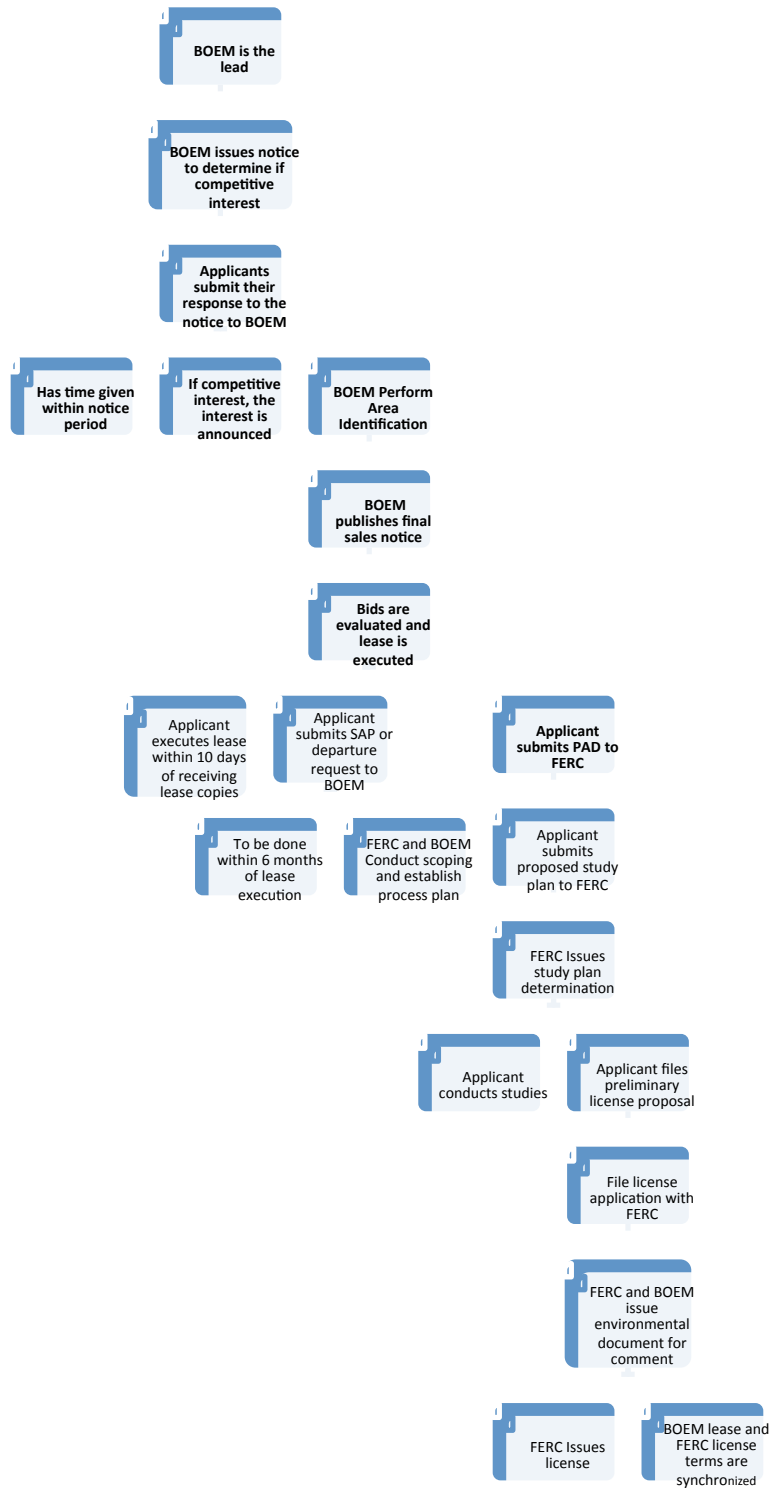 BOEM is the
lead
BOEM issues notice
to determine if
competitive
interest
Applicants
submit their
response to the
notice to BOEM
Has time given
within notice
period
If competitive
interest, the
interest is
announced
BOEM Perform
Area
Identification
BOEM
publishes final
sales notice
Bids are
evaluated and
lease is
executed
Applicant
executes lease
within 10 days
of receiving
lease copies
Applicant
submits SAP or
departure
request to
BOEM
Applicant
submits PAD to
FERC
To be done
within 6 months
of lease
execution
FERC and BOEM
Conduct scoping
and establish
process plan
Applicant
submits
proposed study
plan to FERC
FERC Issues
study plan
determination
Applicant
conducts studies
Applicant files
preliminary
license proposal
File license
application with
FERC
FERC and BOEM
issue
environmental
document for
comment
FERC Issues
license
BOEM lease and
FERC license
terms are
synchronized